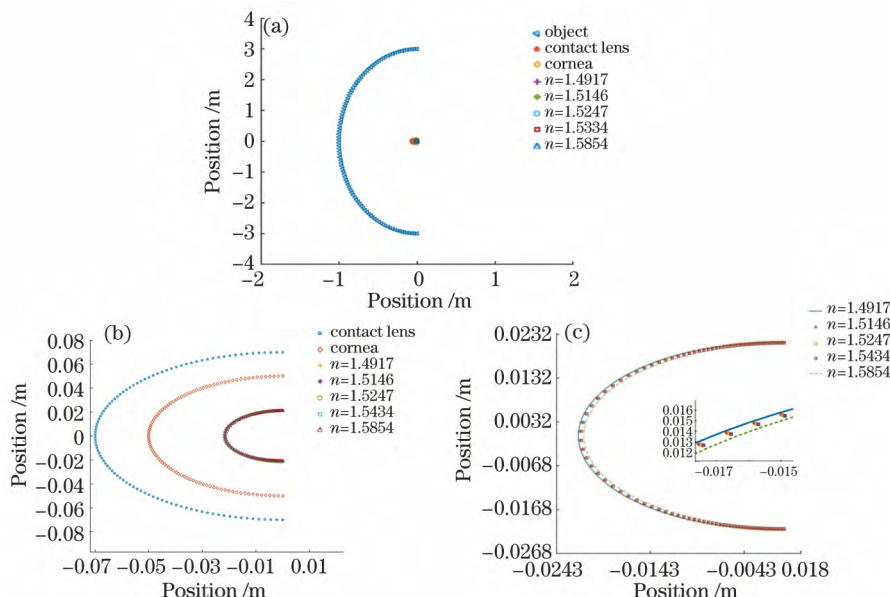 (a)
4
3
2
1
0
−1
−2
−3
−4
Position /m
−2
−1
0
1
2
Position /m
object
contact lens
cornea
n=1.4917
n=1.5146
n=1.5247
n=1.5334
n=1.5854
(b)
0.08
0.06
0.04
0.02
0
−0.02
−0.04
−0.06
−0.08
Position /m
−0.07
−0.05
−0.03
−0.01
0.01
Position /m
contact lens
cornea
n=1.4917
n=1.5146
n=1.5247
n=1.5434
n=1.5854
(c)
0.0232
0.0132
0.0032
−0.0068
−0.0168
−0.0268
Position /m
−0.0243
−0.0143
−0.0043
0.018
Position /m
n=1.4917
n=1.5146
n=1.5247
n=1.5434
n=1.5854
0.016
0.015
0.014
0.013
0.012
−0.017
−0.015